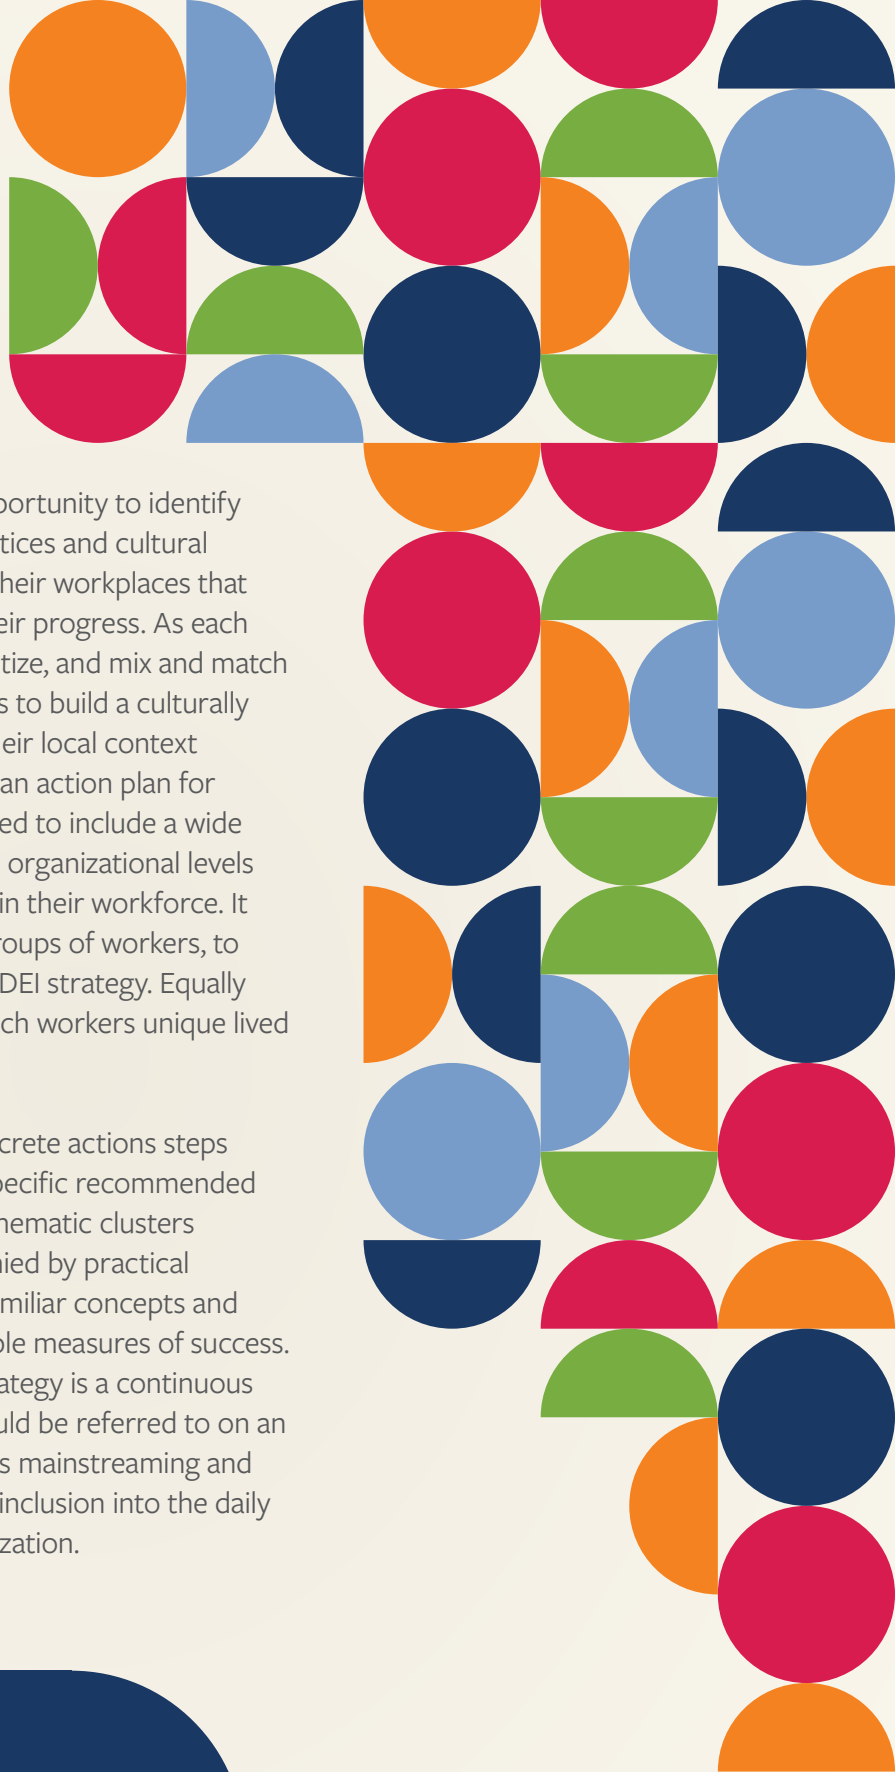 portunity to identify
tices and cultural
heir workplaces that
eir progress. As each
tize, and mix and match
s to build a culturally
eir local context
an action plan for
ed to include a wide
organizational levels
in their workforce. It
roups of workers, to
DEI strategy. Equally
ch workers unique lived
crete actions steps
pecific recommended
hematic clusters
nied by practical
miliar concepts and
ble measures of success.
ategy is a continuous
uld be referred to on an
s mainstreaming and
inclusion into the daily
zation.